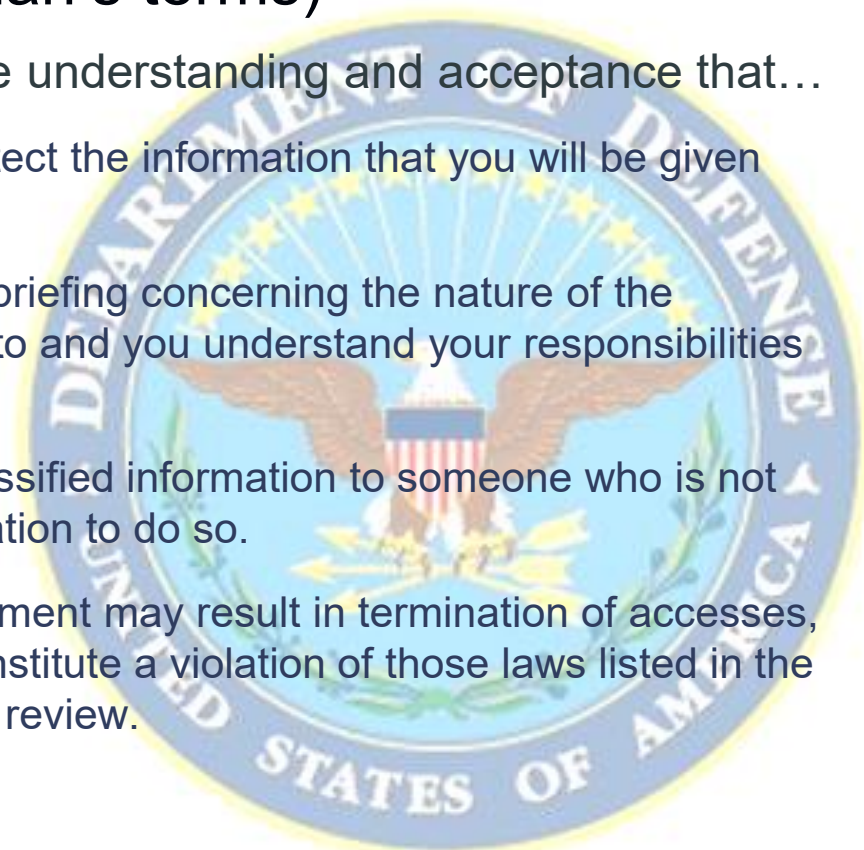 an's terms)
e understanding and acceptance that…
tect the information that you will be given
briefing concerning the nature of the
to and you understand your responsibilities
ssified information to someone who is not
ation to do so.
ment may result in termination of accesses,
nstitute a violation of those laws listed in the
review.
DEPARTMENT OF DEFENSE
UNITED STATES OF AMERICA